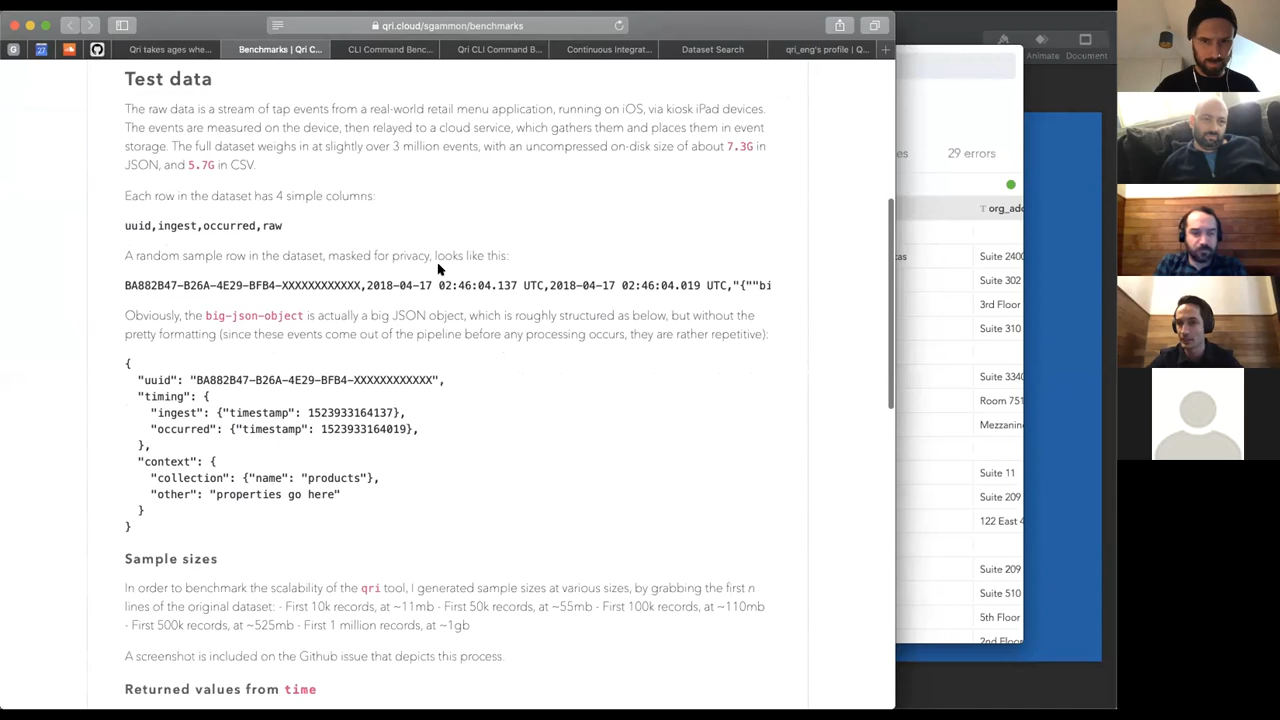 qri.cloud/sgammon/benchmarks
G
Qri takes ages whe...
Benchmarks | Qri C...
CLI Command Benc...
Qri CLI Command B...
Continuous Integrat...
Dataset Search
qri_eng's profile | Q...
Test data
The raw data is a stream of tap events from a real-world retail menu application, running on iOS, via kiosk iPad devices.
The events are measured on the device, then relayed to a cloud service, which gathers them and places them in event
storage. The full dataset weighs in at slightly over 3 million events, with an uncompressed on-disk size of about 7.3G in
JSON, and 5.7G in CSV.
Each row in the dataset has 4 simple columns:
uuid,ingest,occurred,raw
A random sample row in the dataset, masked for privacy, looks like this:
BA882B47-B26A-4E29-BFB4-XXXXXXXXXXXX,2018-04-17 02:46:04.137 UTC,2018-04-17 02:46:04.019 UTC,"{""bi
Obviously, the big-json-object is actually a big JSON object, which is roughly structured as below, but without the
pretty formatting (since these events come out of the pipeline before any processing occurs, they are rather repetitive):
{
"uuid": "BA882B47-B26A-4E29-BFB4-XXXXXXXXXXXX",
"timing": {
"ingest": {"timestamp": 1523933164137},
"occurred": {"timestamp": 1523933164019},
},
"context": {
"collection": {"name": "products"},
"other": "properties go here"
}
}
Sample sizes
In order to benchmark the scalability of the qri tool, I generated sample sizes at various sizes, by grabbing the first n
lines of the original dataset: - First 10k records, at ~11mb - First 50k records, at ~55mb - First 100k records, at ~110mb
- First 500k records, at ~525mb - First 1 million records, at ~1gb
A screenshot is included on the Github issue that depicts this process.
Returned values from time
Animate
Document
es
29 errors
T org_add
as
Suite 2400
Suite 302
3rd Floor
Suite 310
Suite 3340
Room 751
Mezzanin
Suite 11
Suite 209
122 East 4
Suite 209
Suite 510
5th Floor
2nd Floor